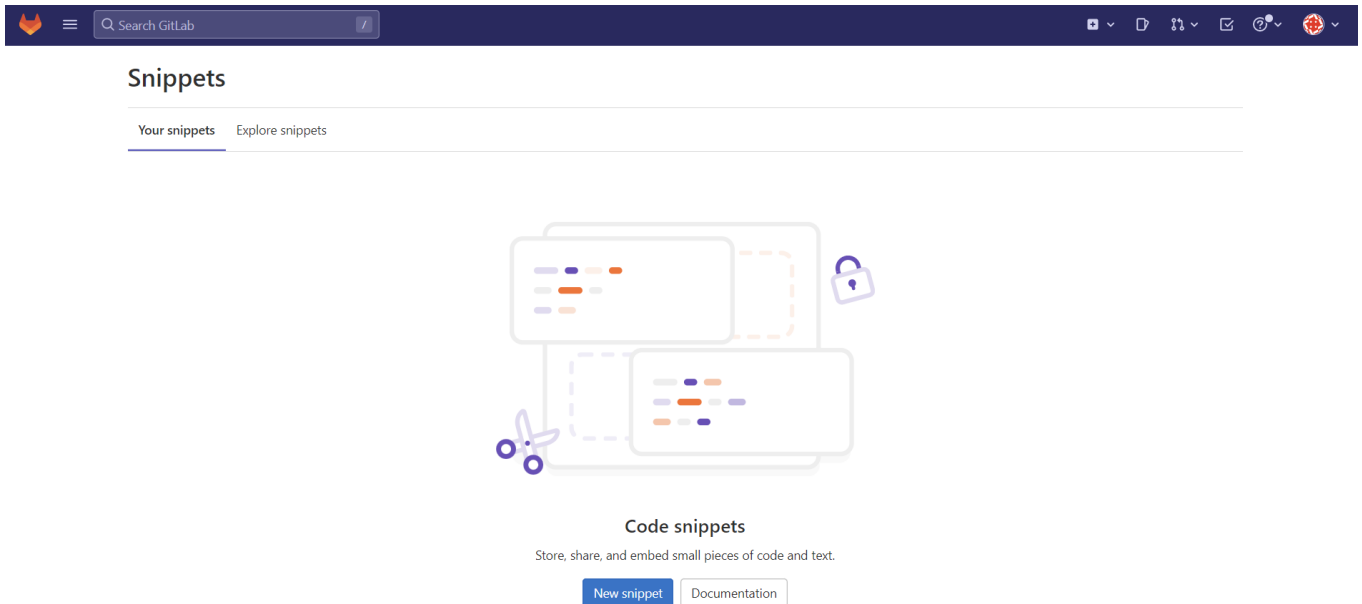 Search GitLab /
Snippets
Your snippets Explore snippets
Code snippets
Store, share, and embed small pieces of code and text.
New snippet Documentation